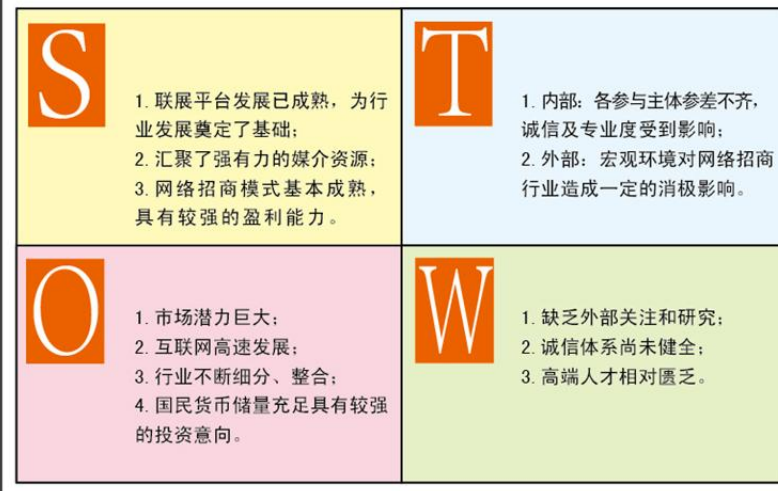 S
1. 联展平台发展已成熟，为行
业发展奠定了基础；
2. 汇聚了强有力的媒介资源；
3. 网络招商模式基本成熟，
具有较强的盈利能力。
T
1. 内部：各参与主体参差不齐，
诚信及专业度受到影响；
2. 外部：宏观环境对网络招商
行业造成一定的消极影响。
O
1. 市场潜力巨大；
2. 互联网高速发展；
3. 行业不断细分、整合；
4. 国民货币储量充足具有较强
的投资意向。
W
1. 缺乏外部关注和研究；
2. 诚信体系尚未健全；
3. 高端人才相对匮乏。